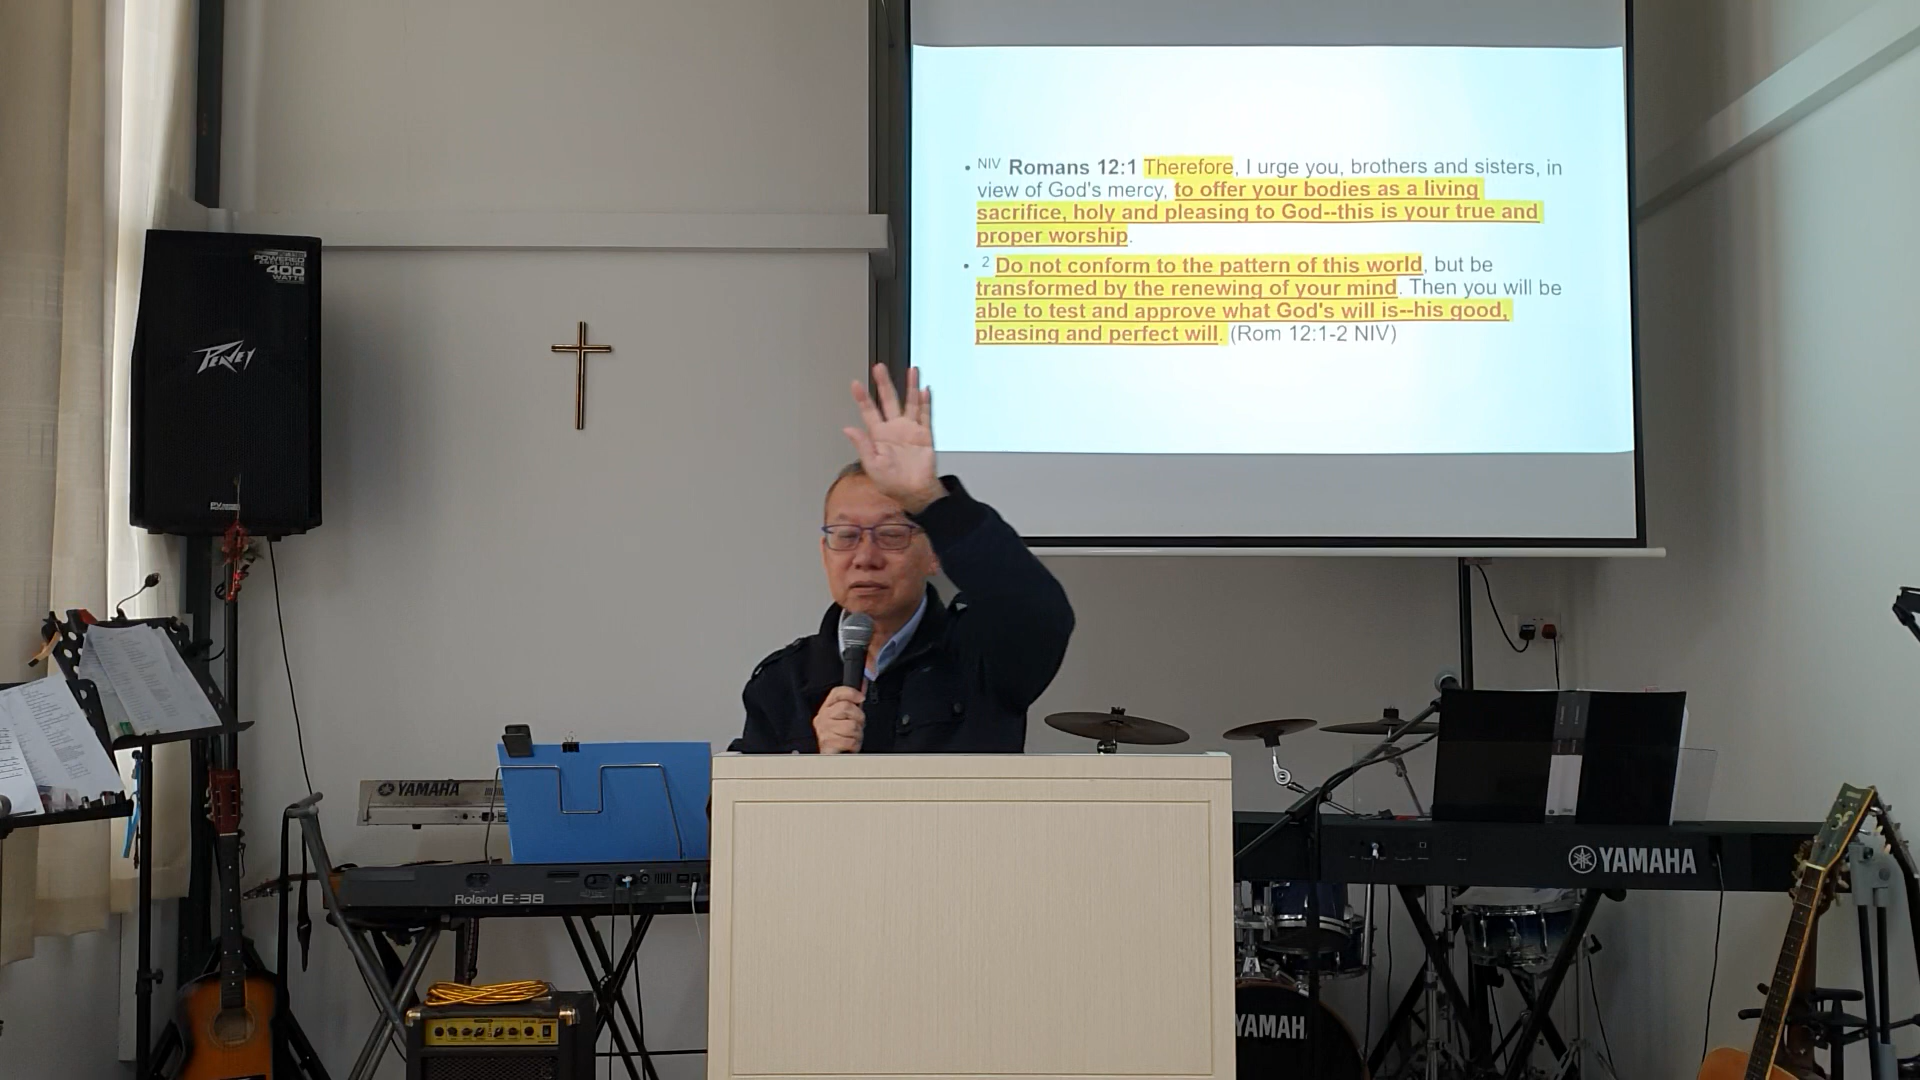 • NIV Romans 12:1 Therefore, I urge you, brothers and sisters, in
view of God's mercy, to offer your bodies as a living
sacrifice, holy and pleasing to God--this is your true and
proper worship.
• 2 Do not conform to the pattern of this world, but be
transformed by the renewing of your mind. Then you will be
able to test and approve what God's will is--his good,
pleasing and perfect will. (Rom 12:1-2 NIV)
POWERED
400
WATTS
PEAVEY
YAMAHA
Roland E-38
YAMAHA
YAMAH